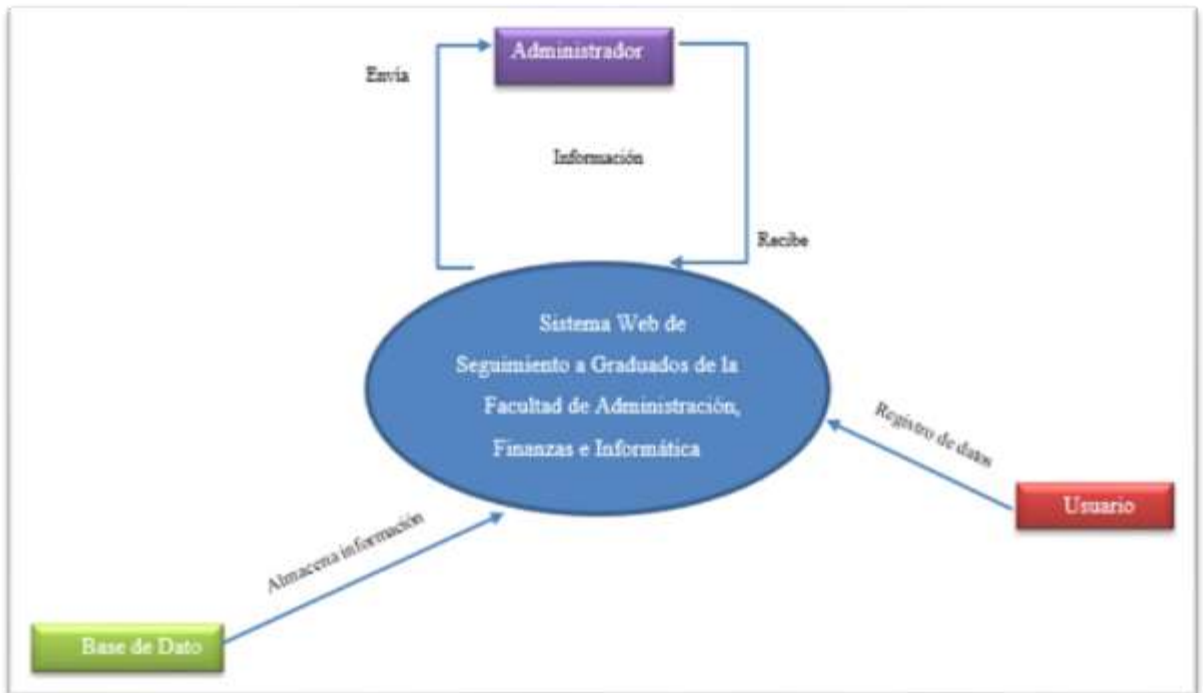 Administrador
Envía
Información
Recibe
Sistema Web de
Seguimiento a Graduados de la
Facultad de Administración,
Finanzas e Informática
Registro de datos
Usuario
Almacena información
Base de Dato